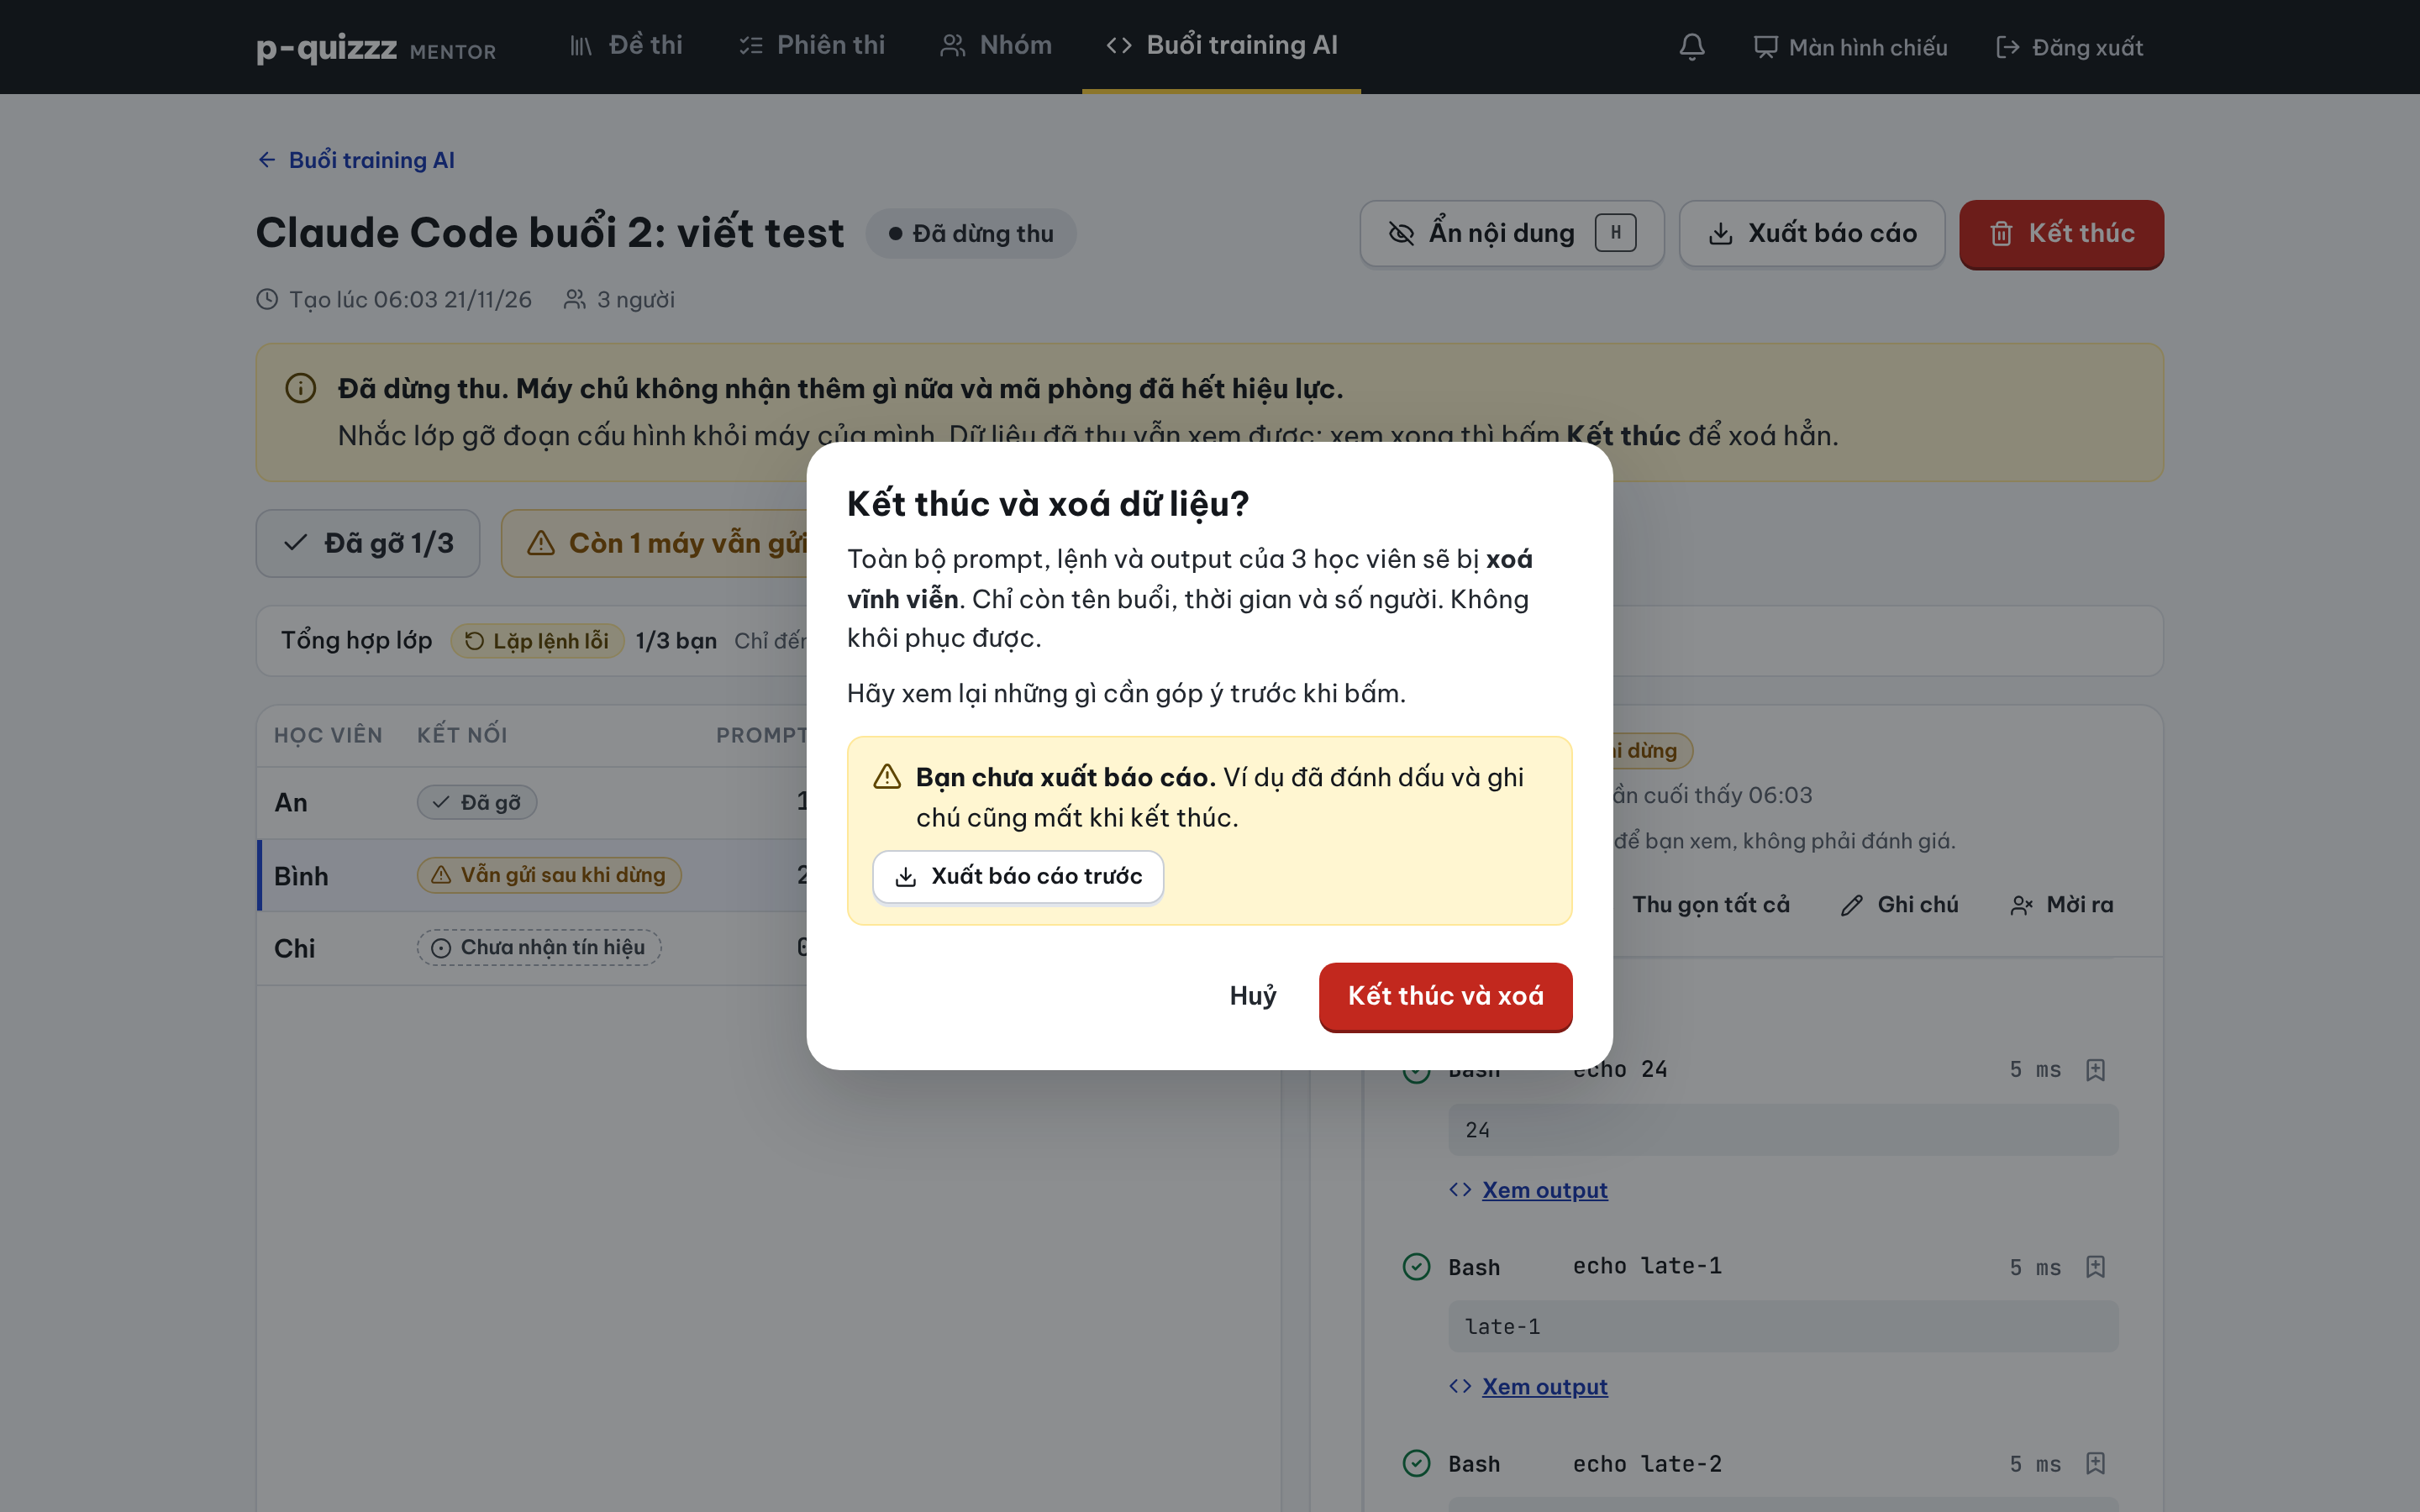 p-quizzz MENTOR
Đề thi
Phiên thi
Nhóm
Buổi training AI
Màn hình chiếu
Đăng xuất
Buổi training AI
Claude Code buổi 2: viết test
Đã dừng thu
Ẩn nội dung H
Xuất báo cáo
Kết thúc
Tạo lúc 06:03 21/11/26
3 người
Đã dừng thu. Máy chủ không nhận thêm gì nữa và mã phòng đã hết hiệu lực.
Nhắc lớp gỡ đoạn cấu hình khỏi máy của mình. Dữ liệu đã thu vẫn xem được; xem xong thì bấm Kết thúc để xoá hẳn.
Đã gỡ 1/3
Còn 1 máy vẫn gửi
Tổng hợp lớp
Lặp lệnh lỗi
1/3 bạn
Chỉ
HỌC VIÊN
KẾT NỐI
PROMPT
An
Đã gỡ
Bình
Vẫn gửi sau khi dừng
Chi
Chưa nhận tín hiệu
Kết thúc và xoá dữ liệu?
Toàn bộ prompt, lệnh và output của 3 học viên sẽ bị xoá
vĩnh viễn. Chỉ còn tên buổi, thời gian và số người. Không
khôi phục được.
Hãy xem lại những gì cần góp ý trước khi bấm.
Bạn chưa xuất báo cáo. Ví dụ đã đánh dấu và ghi
chú cũng mất khi kết thúc.
Xuất báo cáo trước
Huỷ
Kết thúc và xoá
dừng
cuối thấy 06:03
để bạn xem, không phải đánh giá.
Thu gọn tất cả
Ghi chú
Mời ra
Bash echo 24 5 ms
24
Xem output
Bash echo late-1 5 ms
late-1
Xem output
Bash echo late-2 5 ms